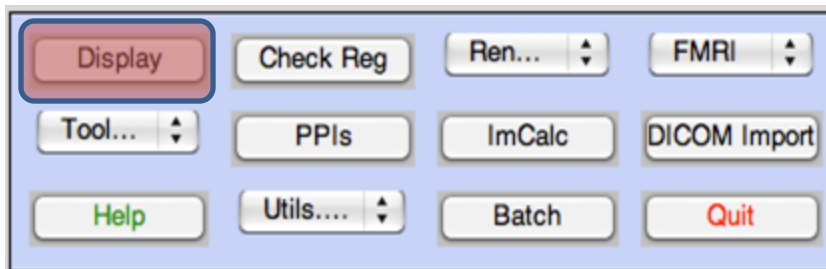 Display Check Reg Ren... FMRI
Tool... PPIs ImCalc DICOM Import
Help Utils.... Batch Quit